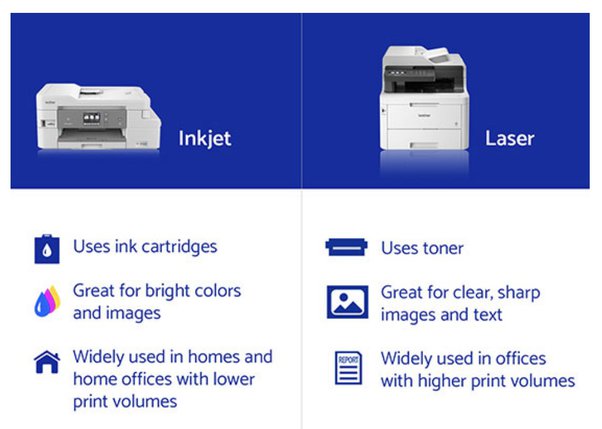 Inkjet
Laser
brother
Uses ink cartridges
Great for bright colors
and images
Widely used in homes and
home offices with lower
print volumes
Uses toner
Great for clear, sharp
images and text
REPORT
Widely used in offices
with higher print volumes